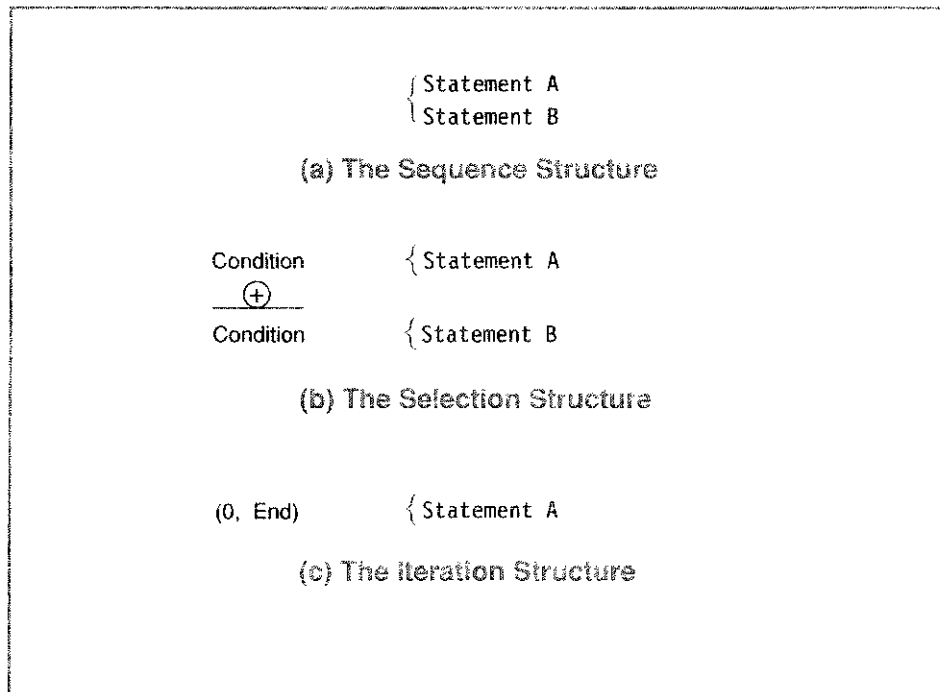 Statement A
Statement B
(a) The Sequence Structure
Condition Statement A
+
Condition Statement B
(b) The Selection Structure
(0, End) Statement A
(c) The Iteration Structure